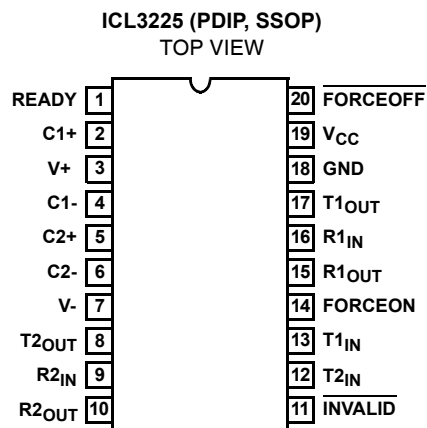 ICL3225 (PDIP, SSOP)
TOP VIEW
READY 1
C1+ 2
V+ 3
C1- 4
C2+ 5
C2- 6
V- 7
T2OUT 8
R2IN 9
R2OUT 10
20 FORCEOFF
19 VCC
18 GND
17 T1OUT
16 R1IN
15 R1OUT
14 FORCEON
13 T1IN
12 T2IN
11 INVALID